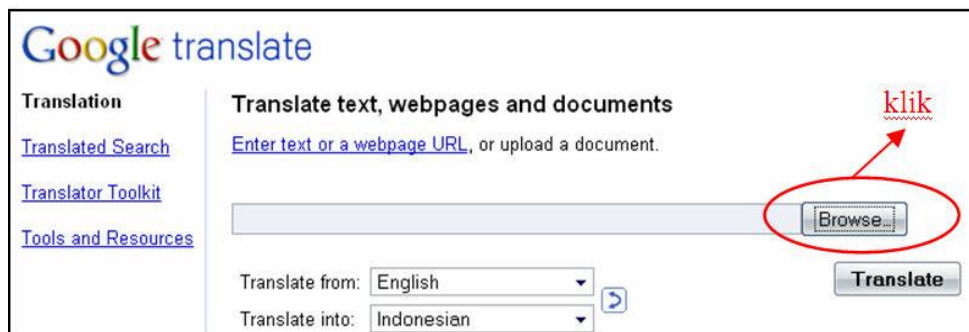 Google translate
Translation
Translated Search
Translator Toolkit
Tools and Resources
Translate text, webpages and documents
klik
Enter text or a webpage URL, or upload a document.
Browse...
Translate from: English
Translate
Translate into: Indonesian